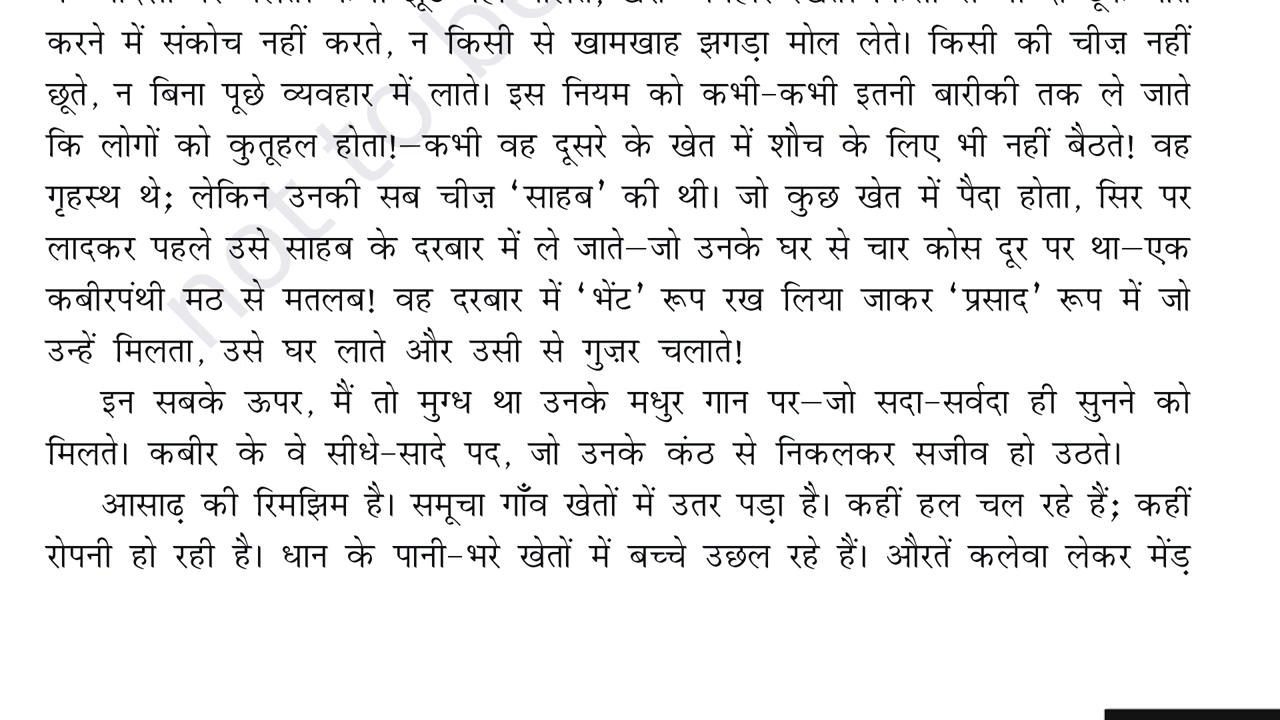 करने में संकोच नहीं करते, न किसी से खामखाह झगड़ा मोल लेते। किसी की चीज़ नहीं
छूते, न बिना पूछे व्यवहार में लाते। इस नियम को कभी-कभी इतनी बारीकी तक ले जाते
कि लोगों को कुतूहल होता!—कभी वह दूसरे के खेत में शौच के लिए भी नहीं बैठते! वह
गृहस्थ थे; लेकिन उनकी सब चीज़ ‘साहब’ की थी। जो कुछ खेत में पैदा होता, सिर पर
लादकर पहले उसे साहब के दरबार में ले जाते—जो उनके घर से चार कोस दूर पर था—एक
कबीरपंथी मठ से मतलब! वह दरबार में ‘भेंट’ रूप रख लिया जाकर ‘प्रसाद’ रूप में जो
उन्हें मिलता, उसे घर लाते और उसी से गुज़र चलाते!
इन सबके ऊपर, मैं तो मुग्ध था उनके मधुर गान पर—जो सदा-सर्वदा ही सुनने को
मिलते। कबीर के वे सीधे-सादे पद, जो उनके कंठ से निकलकर सजीव हो उठते।
आसाढ़ की रिमझिम है। समूचा गाँव खेतों में उतर पड़ा है। कहीं हल चल रहे हैं; कहीं
रोपनी हो रही है। धान के पानी-भरे खेतों में बच्चे उछल रहे हैं। औरतें कलेवा लेकर मेंड़
not to be